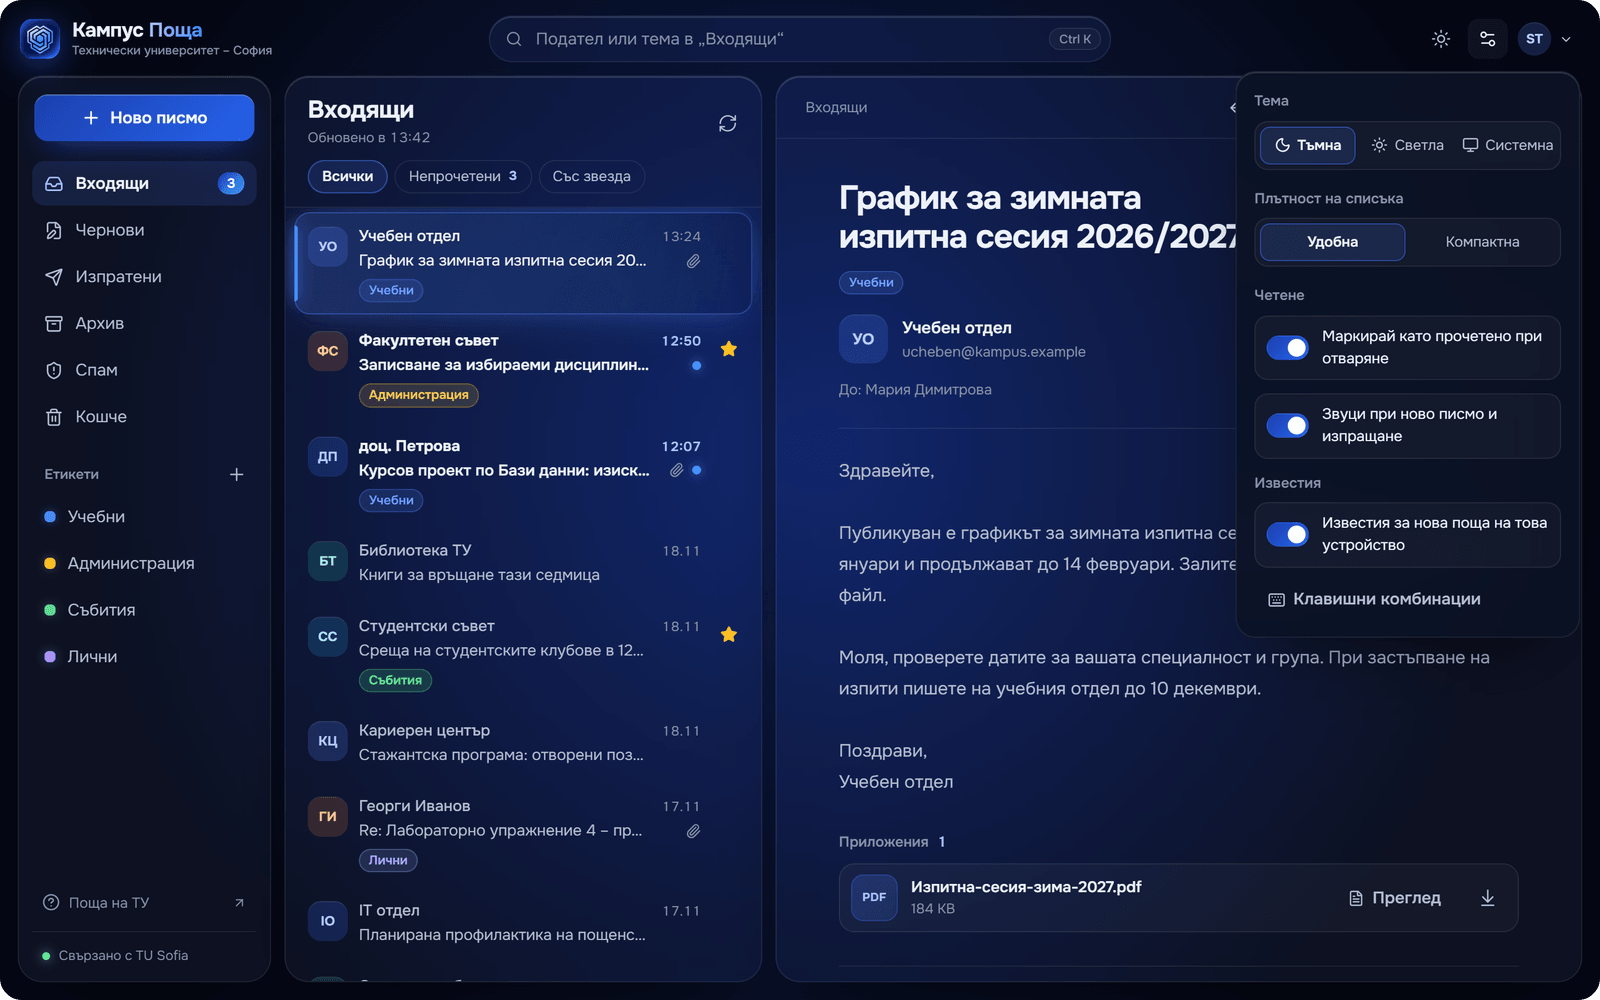 Кампус Поща
Технически университет – София
Подател или тема в „Входящи“
Ctrl K
ST
Ново писмо
Входящи 3
Чернови
Изпратени
Архив
Спам
Кошче
Етикети
Учебни
Администрация
Събития
Лични
Поща на ТУ
Свързано с TU Sofia
Входящи
Обновено в 13:42
Всички
Непрочетени 3
Със звезда
УО
Учебен отдел 13:24
График за зимната изпитна сесия 20...
Учебни
ФС
Факултетен съвет 12:50
Записване за избираеми дисциплин...
Администрация
ДП
доц. Петрова 12:07
Курсов проект по Бази данни: изиск...
Учебни
БТ
Библиотека ТУ 18.11
Книги за връщане тази седмица
СС
Студентски съвет 18.11
Среща на студентските клубове в 12...
Събития
КЦ
Кариерен център 18.11
Стажантска програма: отворени поз...
ГИ
Георги Иванов 17.11
Re: Лабораторно упражнение 4 – пр...
Лични
IO
IT отдел 17.11
Планирана профилактика на пощенс...
Входящи
График за зимната
изпитна сесия 2026/2027
Учебни
УО
Учебен отдел
ucheben@kampus.example
До: Мария Димитрова
Здравейте,
Публикуван е графикът за зимната изпитна се
януари и продължават до 14 февруари. Залите
файл.
Моля, проверете датите за вашата специалност и група. При застъпване на
изпити пишете на учебния отдел до 10 декември.
Поздрави,
Учебен отдел
Приложения 1
PDF
Изпитна-сесия-зима-2027.pdf
184 KB
Преглед
Тема
Тъмна
Светла
Системна
Плътност на списъка
Удобна
Компактна
Четене
Маркирай като прочетено при
отваряне
Звуци при ново писмо и
изпращане
Известия
Известия за нова поща на това
устройство
Клавишни комбинации